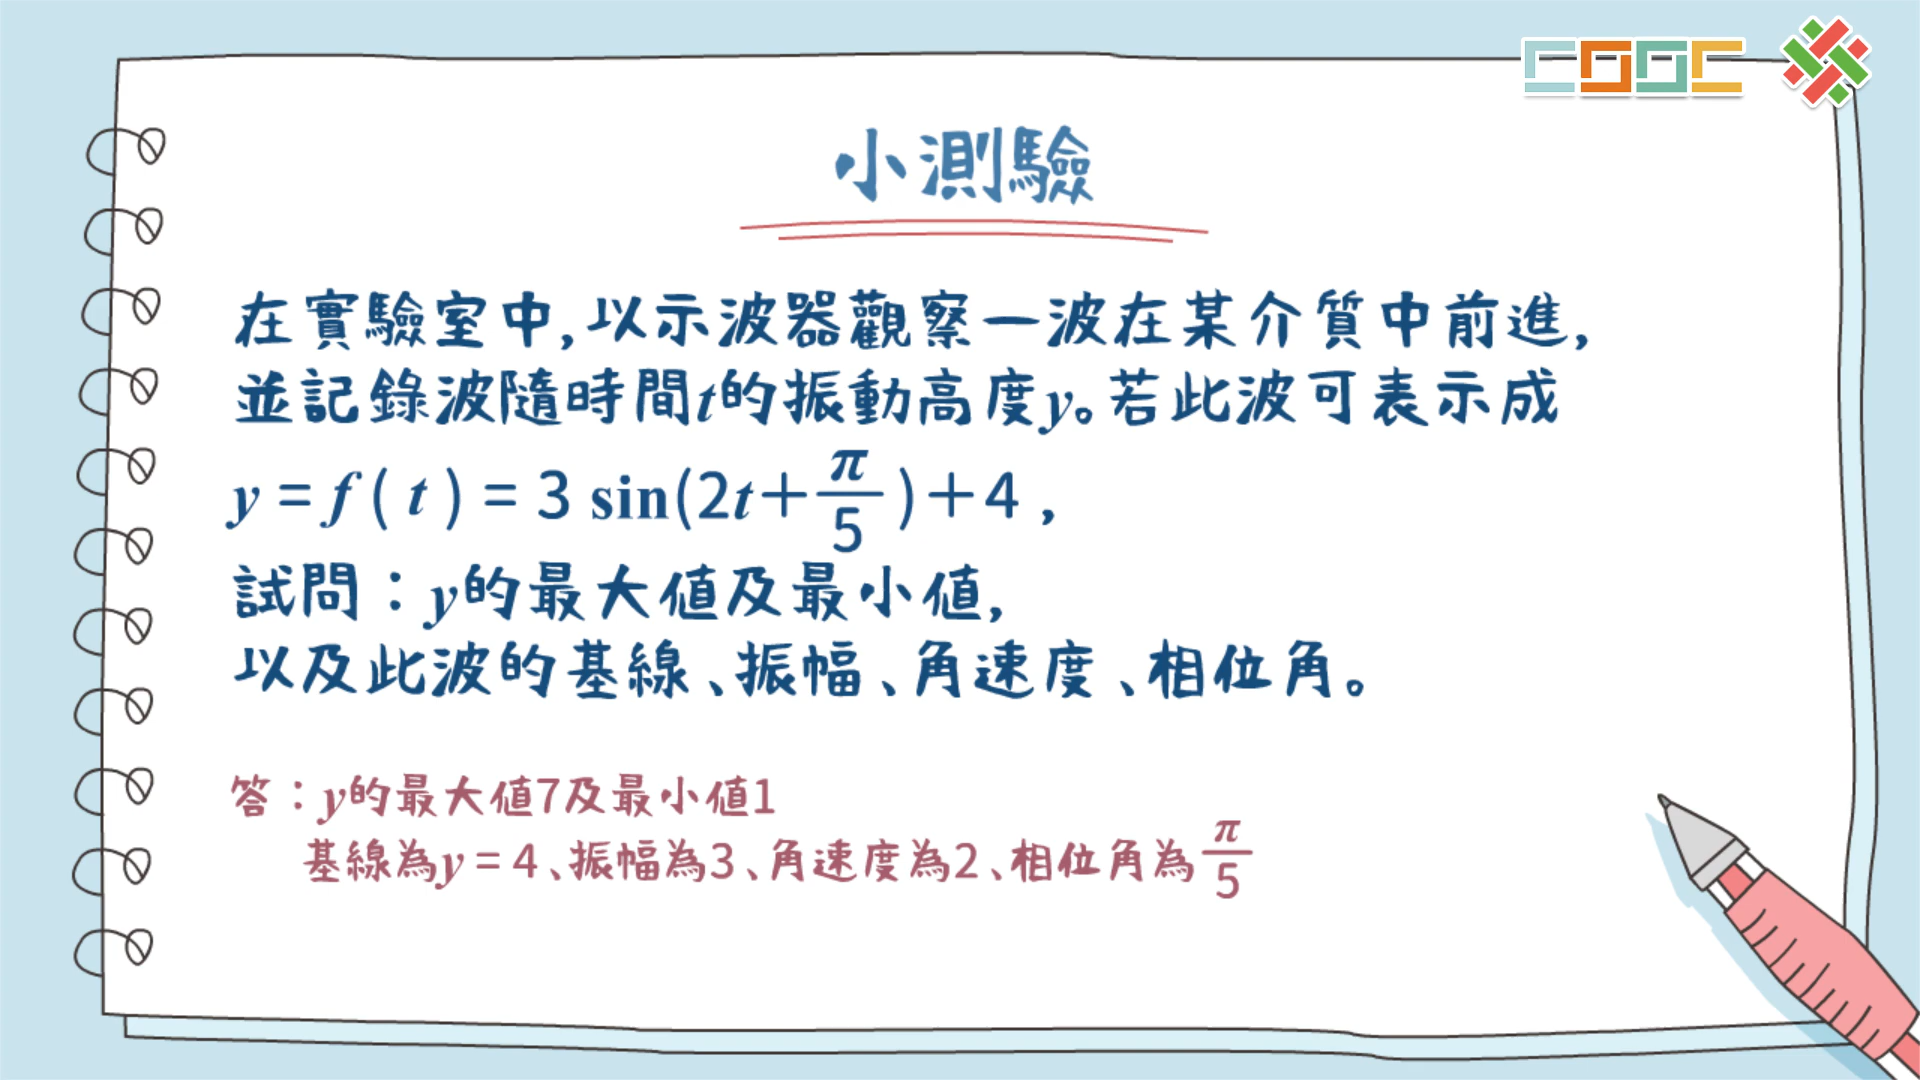 COOC
小測驗
在實驗室中,以示波器觀察一波在某介質中前進,
並記錄波隨時間t的振動高度y。若此波可表示成
y = f ( t ) = 3 sin(2t+π/5)+4 ,
試問：y的最大值及最小值,
以及此波的基線、振幅、角速度、相位角。
答：y的最大值7及最小值1
基線為y = 4、振幅為3、角速度為2、相位角為π/5